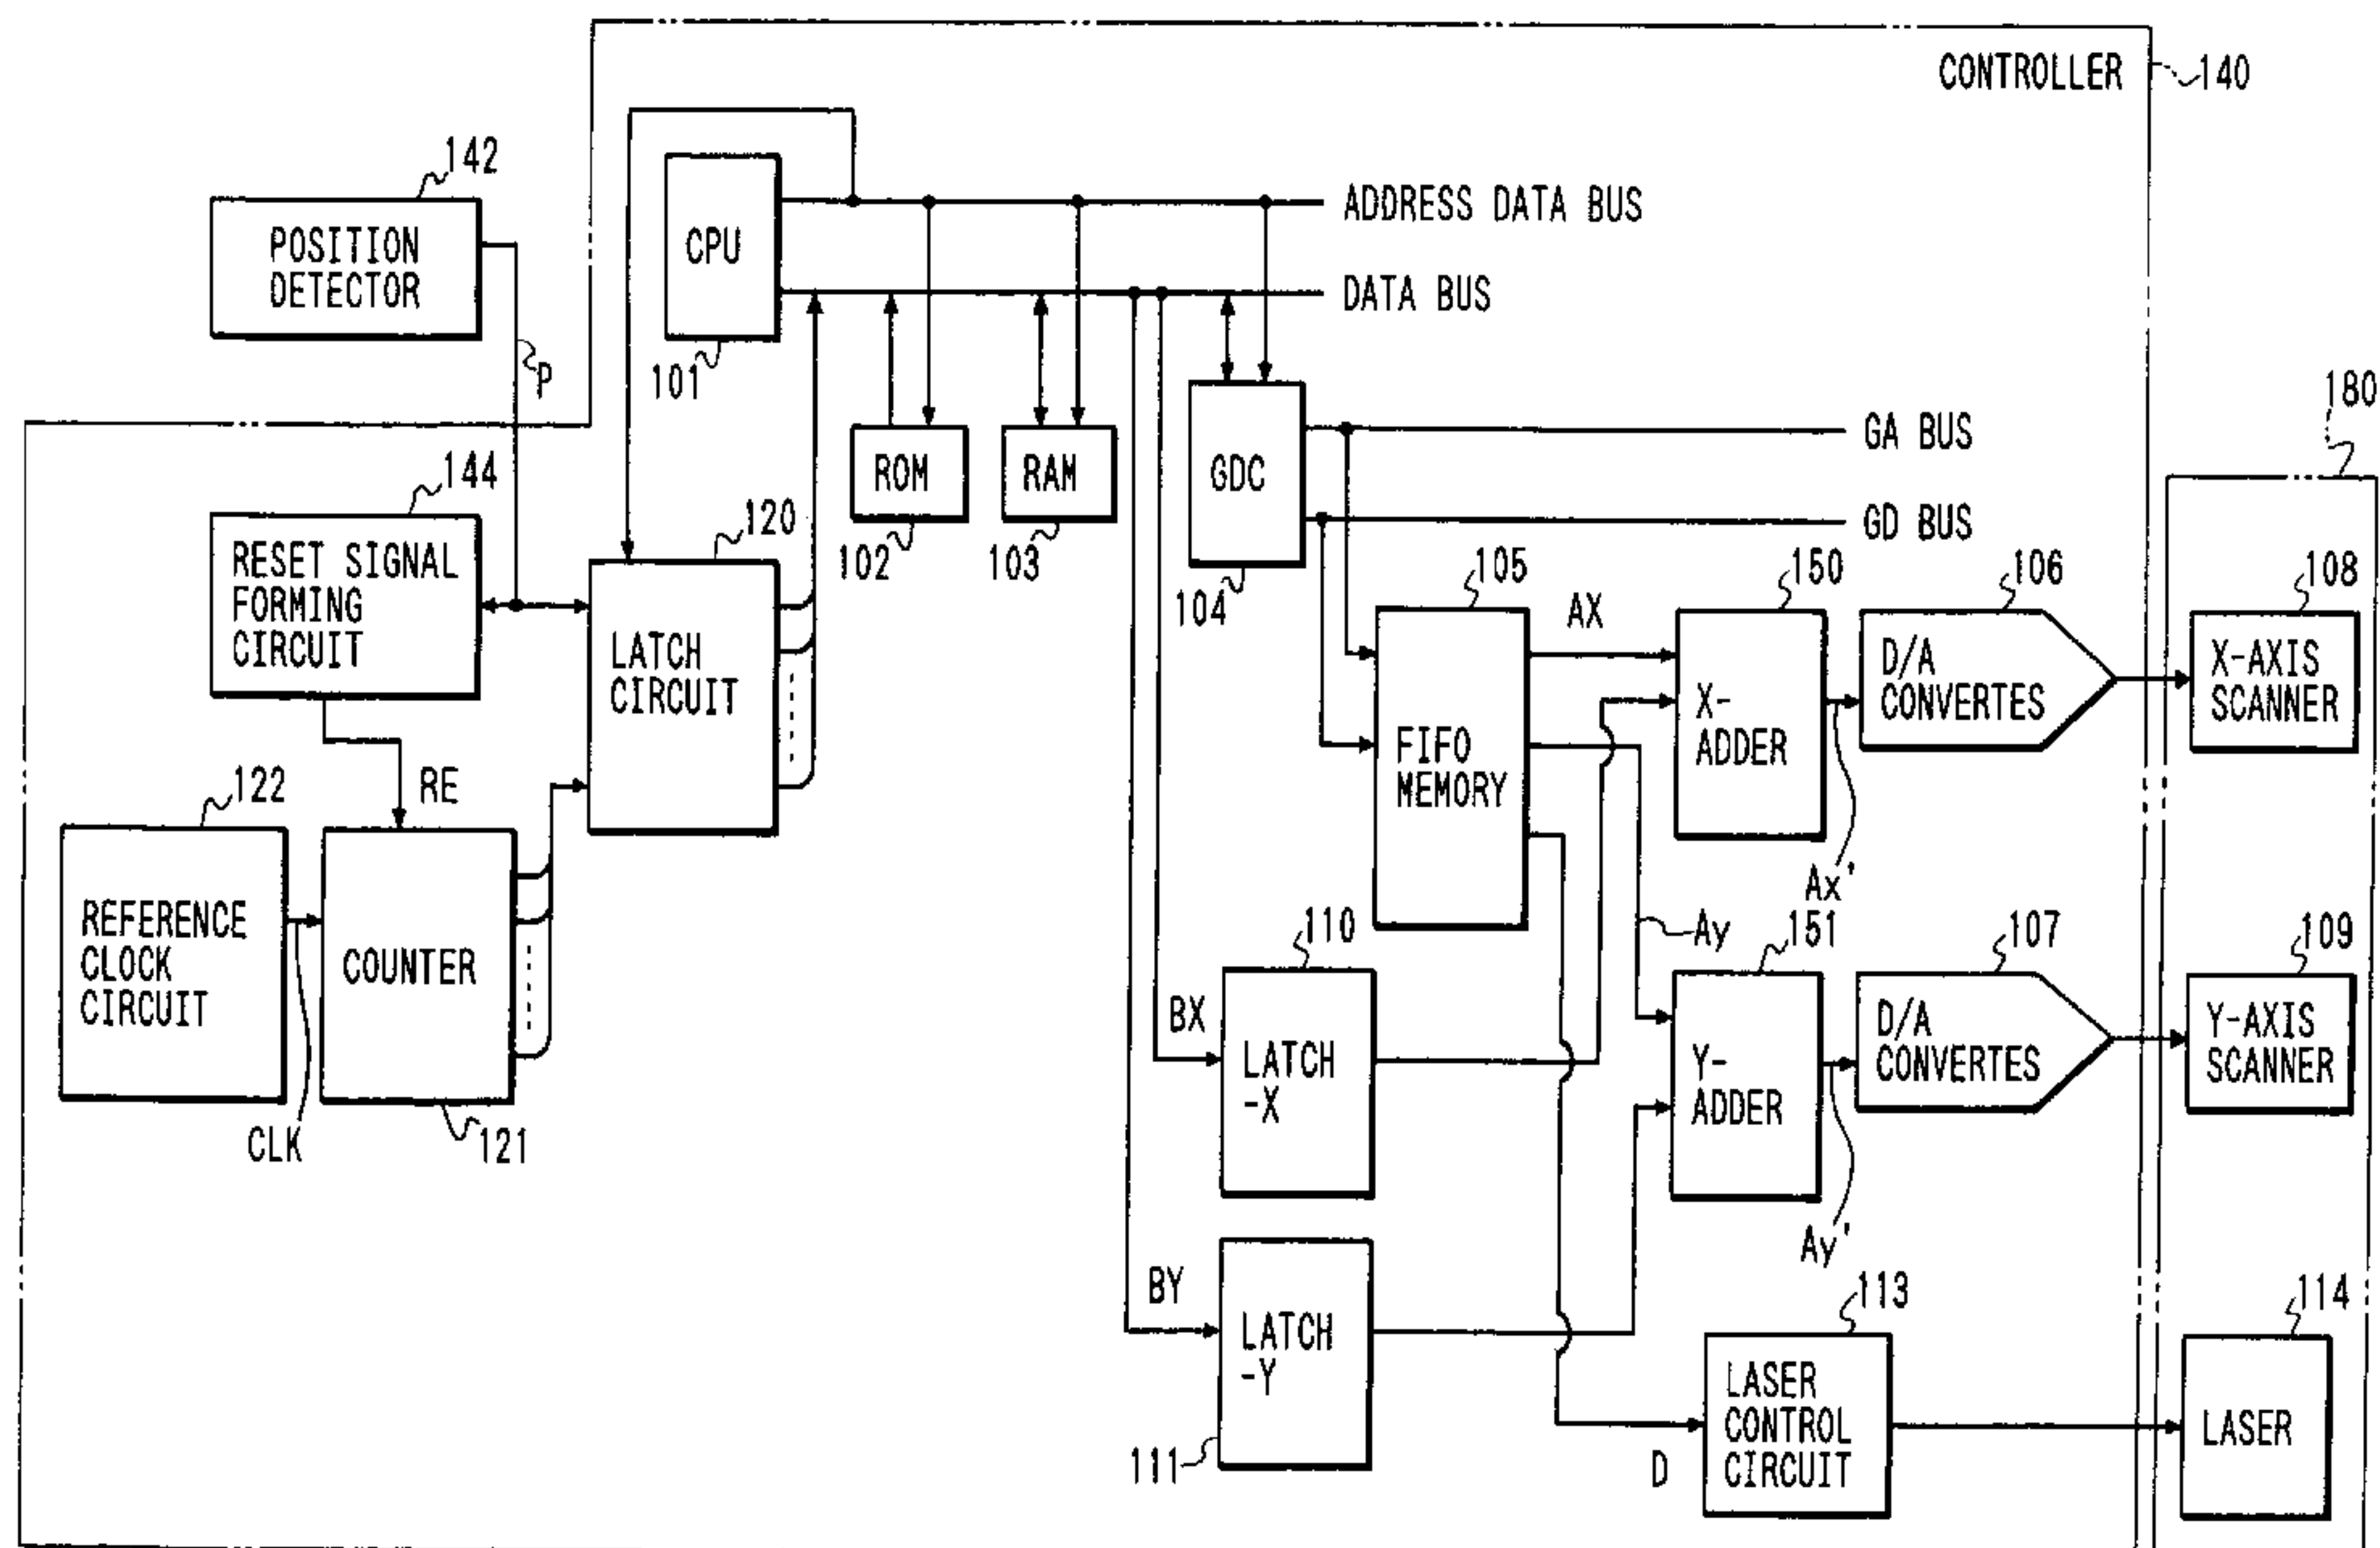 CONTROLLER
140
142
POSITION
DETECTOR
P
CPU
101
ADDRESS DATA BUS
DATA BUS
180
144
RESET SIGNAL
FORMING
CIRCUIT
120
LATCH
CIRCUIT
ROM
102
RAM
103
GDC
104
GA BUS
GD BUS
105
FIFO
MEMORY
AX
150
X-
ADDER
106
D/A
CONVERTES
108
X-AXIS
SCANNER
Ax'
122
REFERENCE
CLOCK
CIRCUIT
RE
COUNTER
CLK
121
110
BX
LATCH
-X
Ay
151
Y-
ADDER
107
D/A
CONVERTES
109
Y-AXIS
SCANNER
Ay'
BY
LATCH
-Y
111
D
113
LASER
CONTROL
CIRCUIT
114
LASER